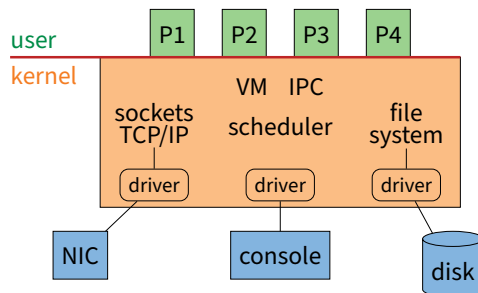 user
P1 P2 P3 P4
kernel
VM IPC
sockets
TCP/IP
scheduler
file
system
driver driver driver
NIC console disk